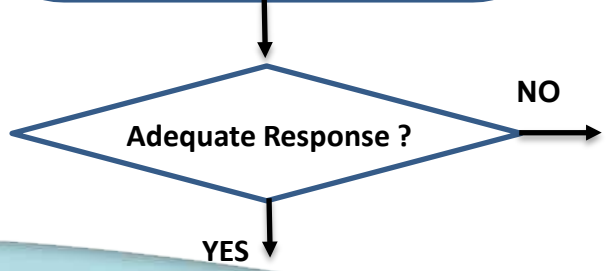 NO
Adequate Response ?
YES